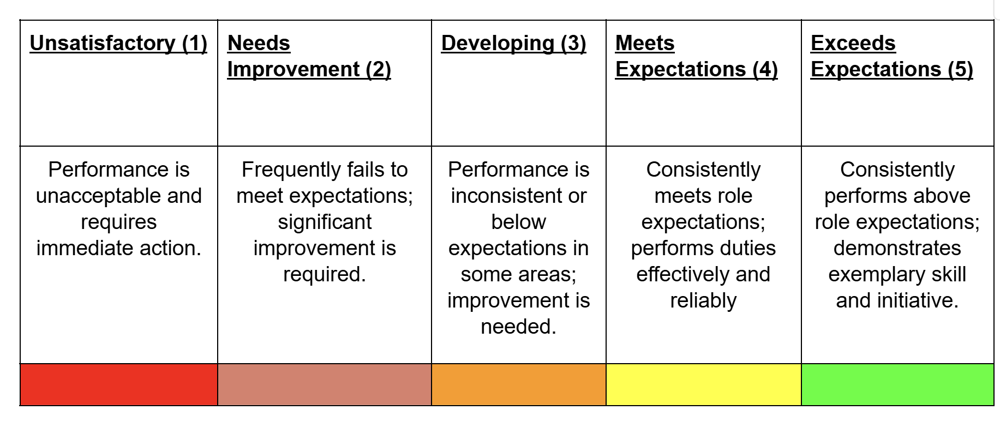 Unsatisfactory (1)
Needs
Improvement (2)
Developing (3)
Meets
Expectations (4)
Exceeds
Expectations (5)
Performance is
unacceptable and
requires
immediate action.
Frequently fails to
meet expectations;
significant
improvement is
required.
Performance is
inconsistent or
below
expectations in
some areas;
improvement is
needed.
Consistently
meets role
expectations;
performs duties
effectively and
reliably
Consistently
performs above
role expectations;
demonstrates
exemplary skill
and initiative.